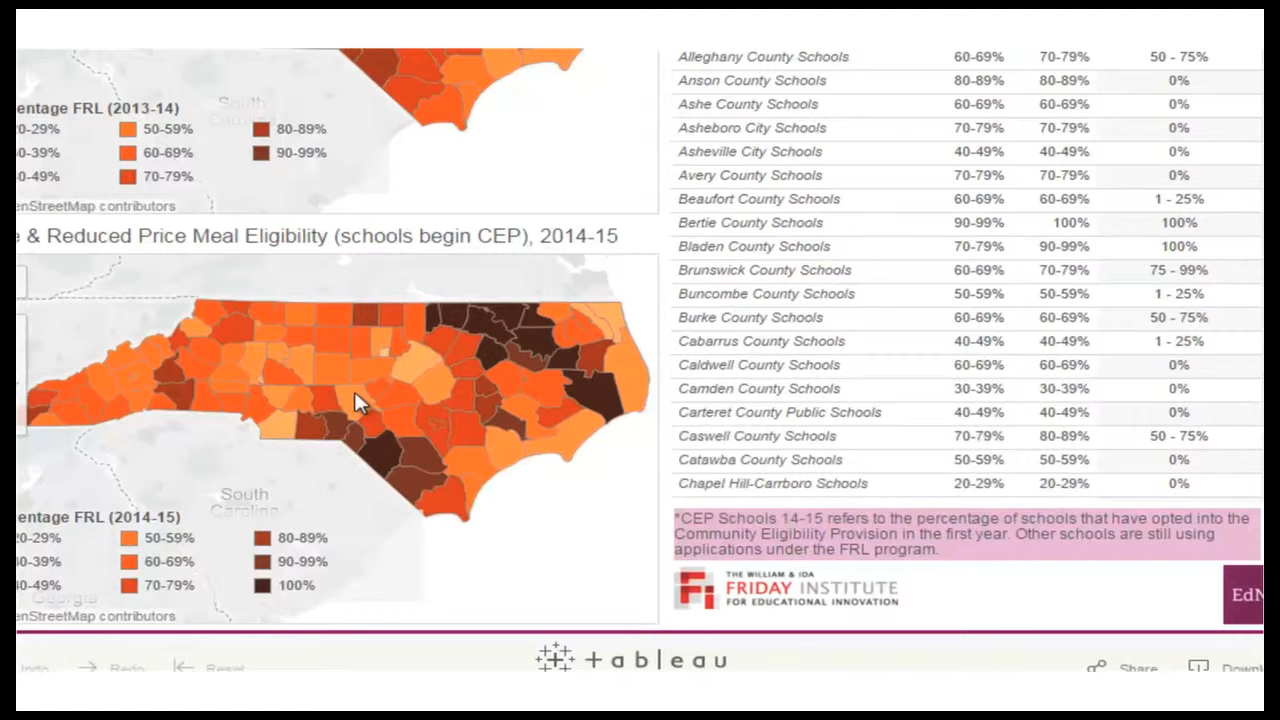 South
Carolina
entage FRL (2013-14)
20-29% 50-59% 80-89%
0-39% 60-69% 90-99%
0-49% 70-79%
enStreetMap contributors
e & Reduced Price Meal Eligibility (schools begin CEP), 2014-15
South
Carolina
entage FRL (2014-15)
20-29% 50-59% 80-89%
30-39% 60-69% 90-99%
40-49% 70-79% 100%
Georgia
enStreetMap contributors
Alleghany County Schools 60-69% 70-79% 50 - 75%
Anson County Schools 80-89% 80-89% 0%
Ashe County Schools 60-69% 60-69% 0%
Asheboro City Schools 70-79% 70-79% 0%
Asheville City Schools 40-49% 40-49% 0%
Avery County Schools 70-79% 70-79% 0%
Beaufort County Schools 60-69% 60-69% 1 - 25%
Bertie County Schools 90-99% 100% 100%
Bladen County Schools 70-79% 90-99% 100%
Brunswick County Schools 60-69% 70-79% 75 - 99%
Buncombe County Schools 50-59% 50-59% 1 - 25%
Burke County Schools 60-69% 60-69% 50 - 75%
Cabarrus County Schools 40-49% 40-49% 1 - 25%
Caldwell County Schools 60-69% 60-69% 0%
Camden County Schools 30-39% 30-39% 0%
Carteret County Public Schools 40-49% 40-49% 0%
Caswell County Schools 70-79% 80-89% 50 - 75%
Catawba County Schools 50-59% 50-59% 0%
Chapel Hill-Carrboro Schools 20-29% 20-29% 0%
*CEP Schools 14-15 refers to the percentage of schools that have opted into the
Community Eligibility Provision in the first year. Other schools are still using
applications under the FRL program.
Fi THE WILLIAM & IDA
FRIDAY INSTITUTE
FOR EDUCATIONAL INNOVATION
EdN
+ableau
Undo Redo Reset Share Downl